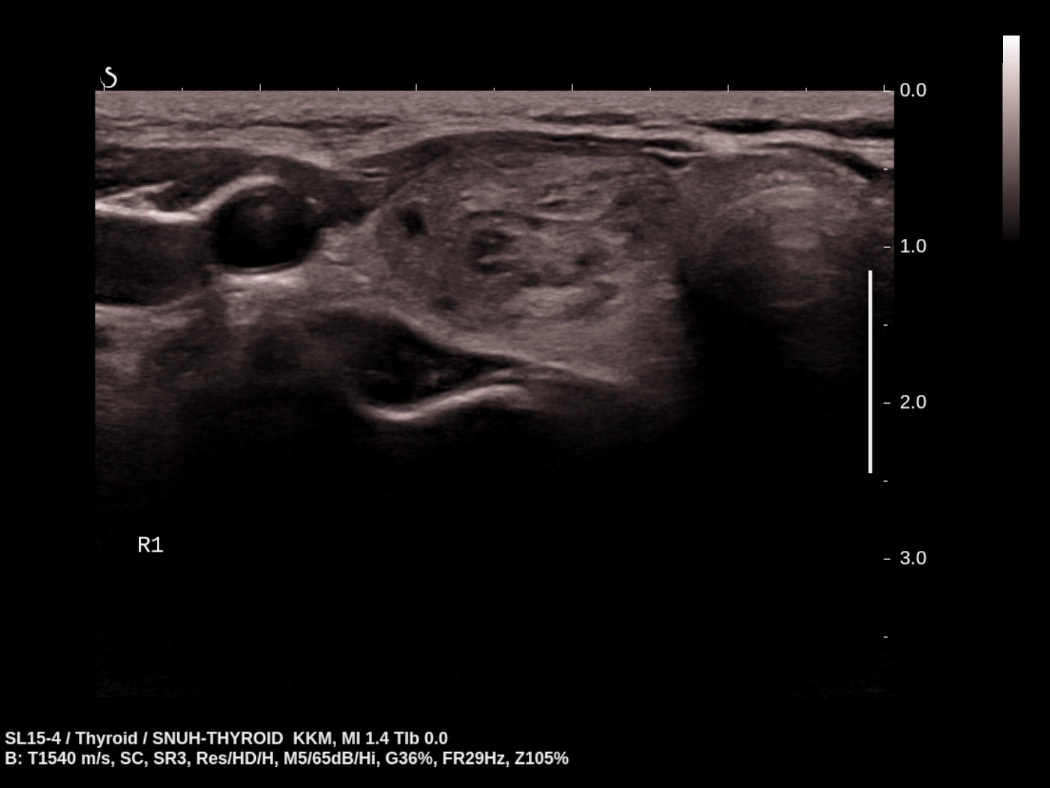 0.0
1.0
2.0
3.0
R1
SL15-4 / Thyroid / SNUH-THYROID KKM, MI 1.4 TIb 0.0
B: T1540 m/s, SC, SR3, Res/HD/H, M5/65dB/Hi, G36%, FR29Hz, Z105%